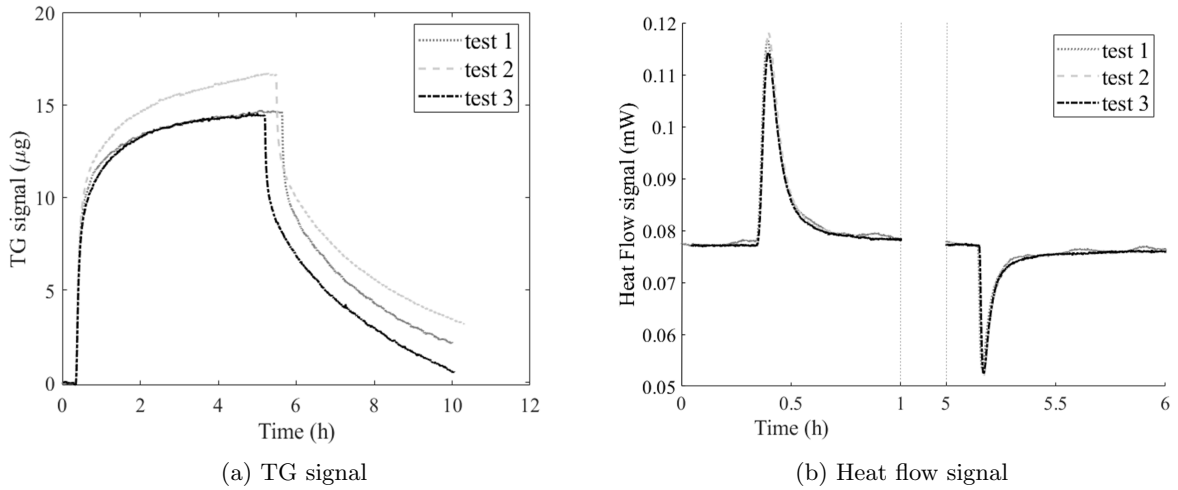 20
15
10
5
0
TG signal (μg)
test 1
test 2
test 3
0 2 4 6 8 10 12
Time (h)
(a) TG signal
0.12
0.11
0.1
0.09
0.08
0.07
0.06
0.05
Heat Flow signal (mW)
test 1
test 2
test 3
0 0.5 1 5 5.5 6
Time (h)
(b) Heat flow signal